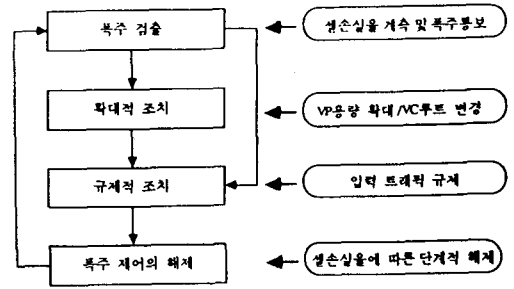 폭주 검출
셀손실율 계측 및 폭주통보
확대적 조치
VP용량 확대/VC루트 변경
규제적 조치
입력 트래픽 규제
폭주 제어의 해제
셀손실율에 따른 단계적 해제